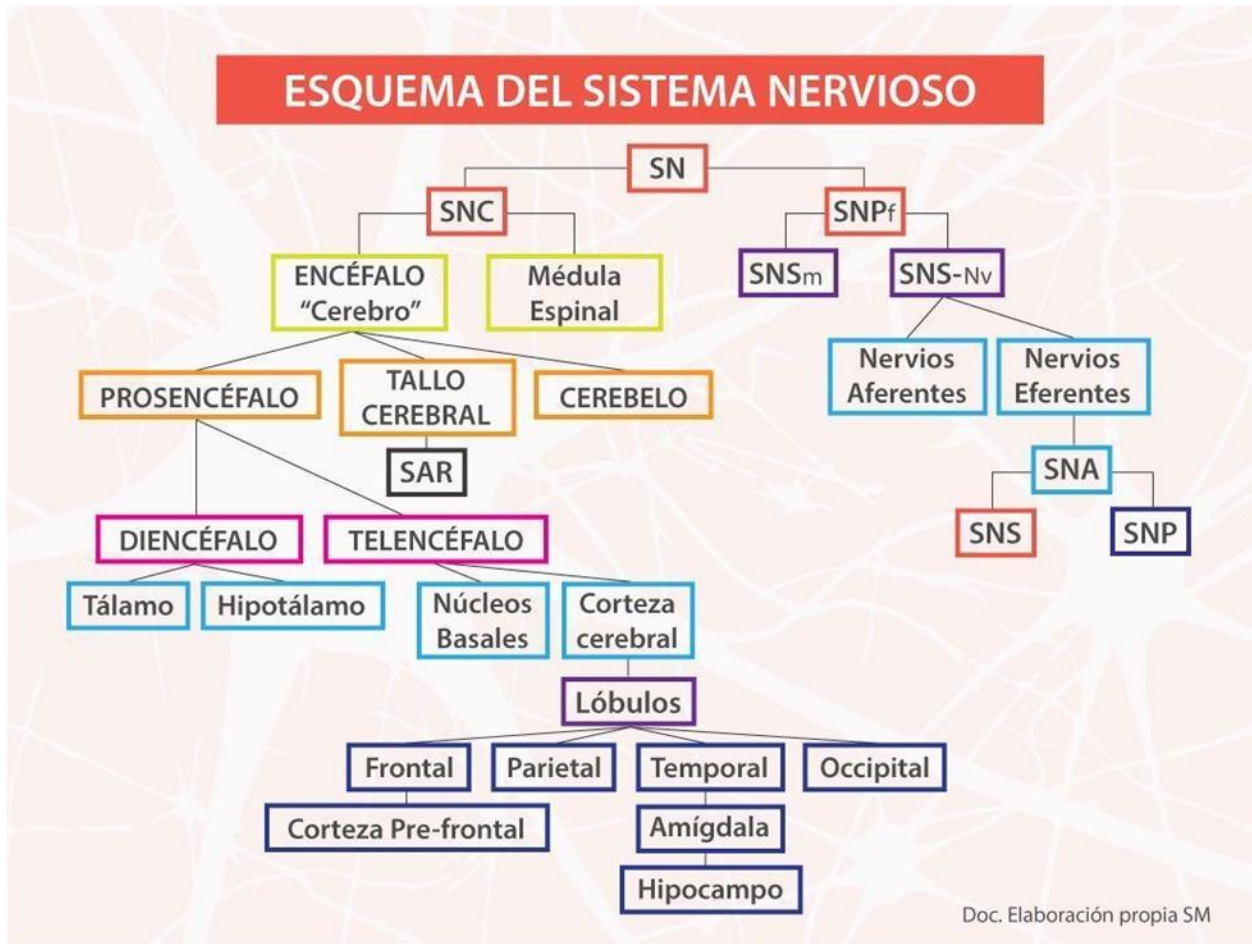 ESQUEMA DEL SISTEMA NERVIOSO
SN
SNC
SNPf
ENCÉFALO
“Cerebro”
Médula
Espinal
SNSm
SNS-Nv
PROSENCÉFALO
TALLO
CEREBRAL
CEREBELO
Nervios
Aferentes
Nervios
Eferentes
SAR
SNA
SNS
SNP
DIENCÉFALO
TELENCÉFALO
Tálamo
Hipotálamo
Núcleos
Basales
Corteza
cerebral
Lóbulos
Frontal
Parietal
Temporal
Occipital
Corteza Pre-frontal
Amígdala
Hipocampo
Doc. Elaboración propia SM